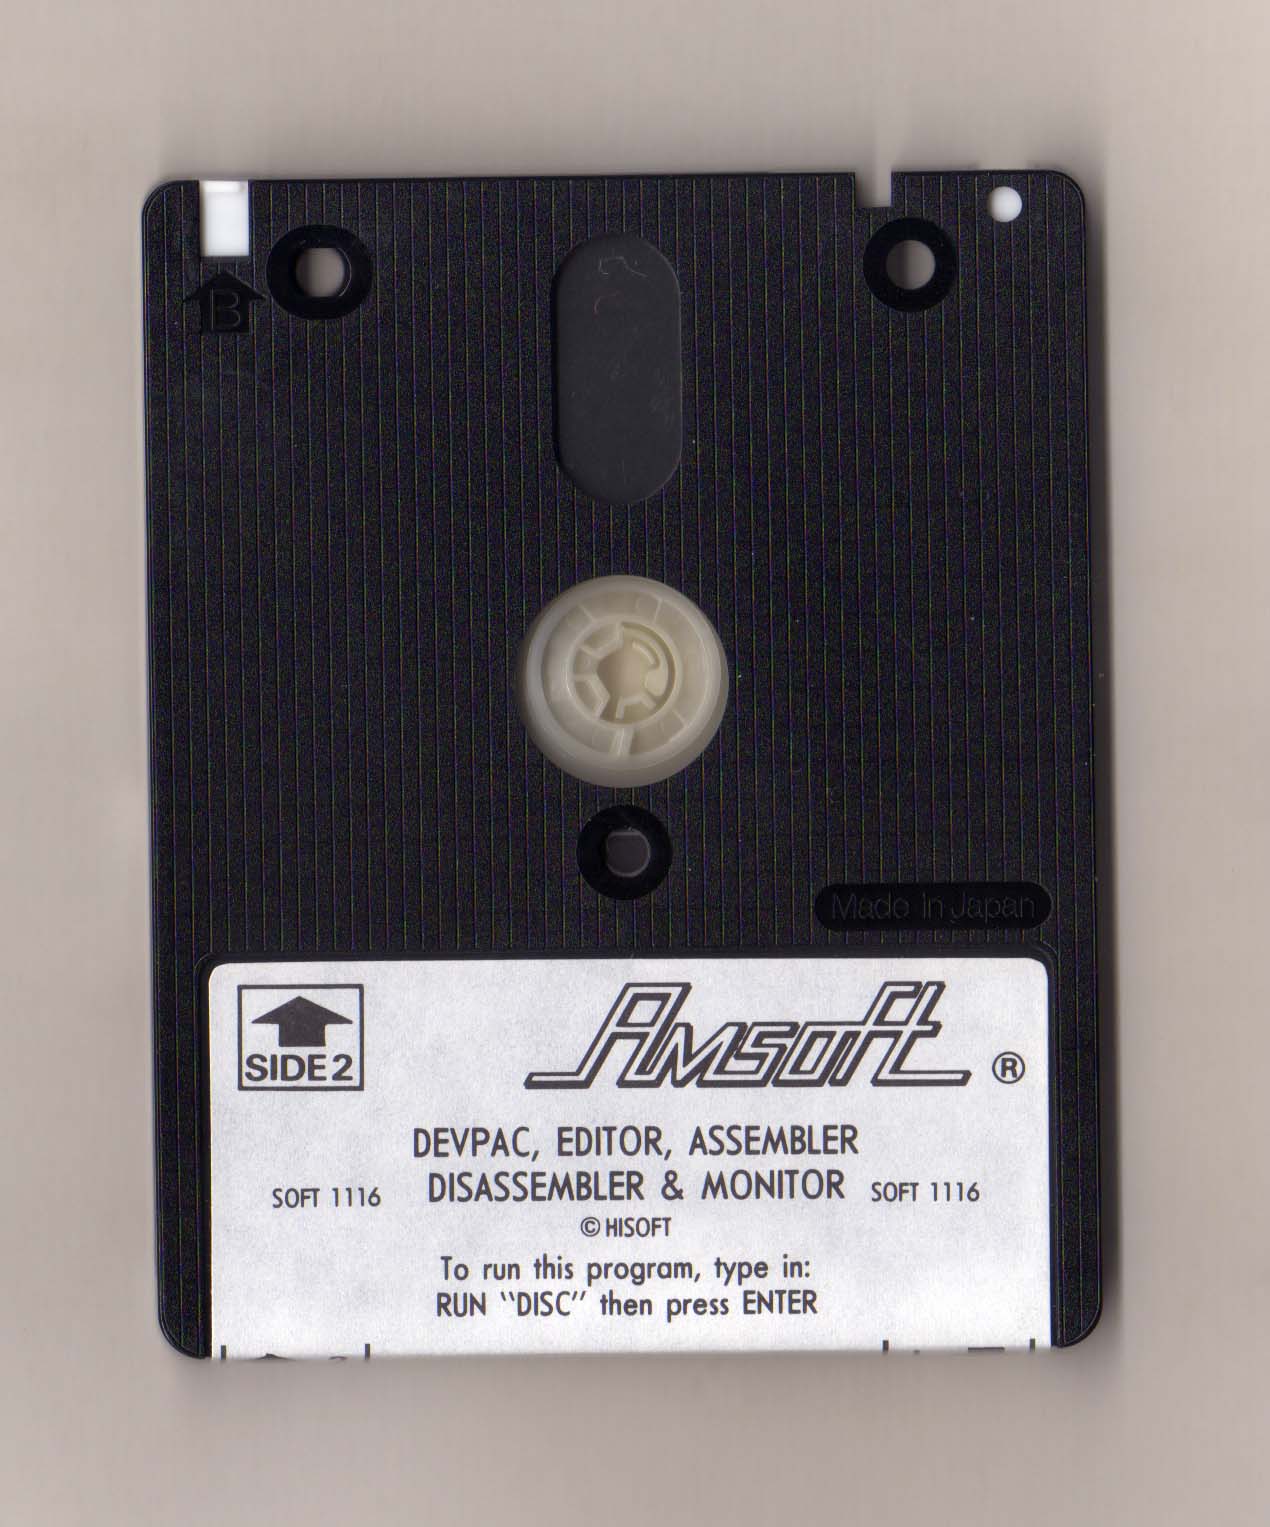 B
Made in Japan
SIDE 2
Amsoft ®
DEVPAC, EDITOR, ASSEMBLER
SOFT 1116 DISASSEMBLER & MONITOR SOFT 1116
© HISOFT
To run this program, type in:
RUN "DISC" then press ENTER